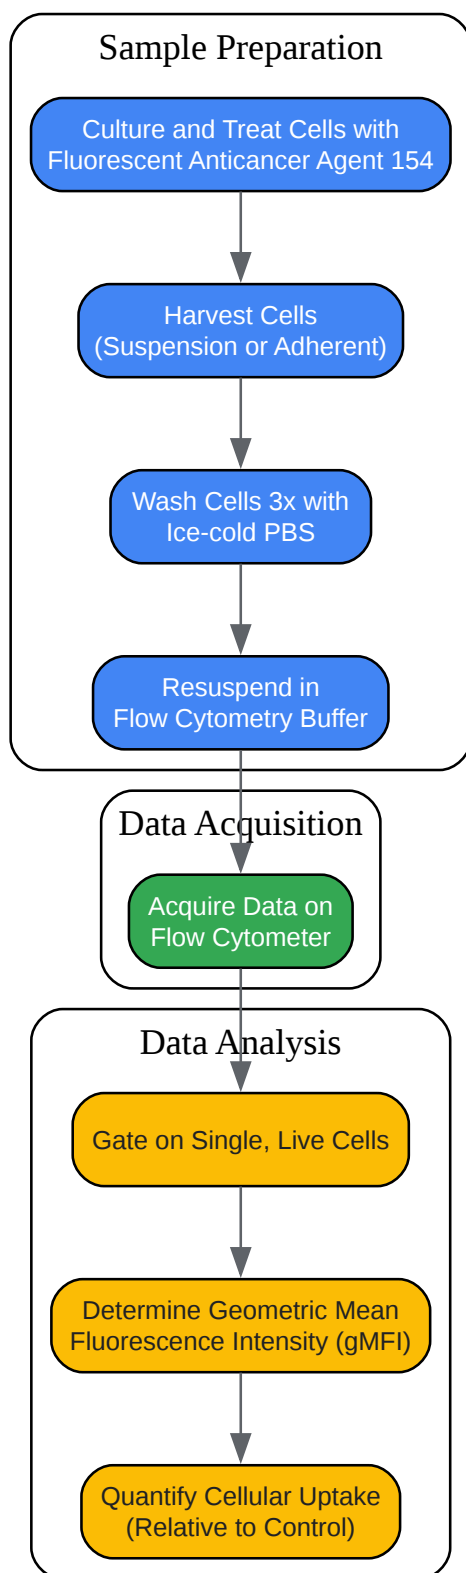 Sample Preparation
Culture and Treat Cells with
Fluorescent Anticancer Agent 154
Harvest Cells
(Suspension or Adherent)
Wash Cells 3x with
Ice-cold PBS
Resuspend in
Flow Cytometry Buffer
Data Acquisition
Acquire Data on
Flow Cytometer
Data Analysis
Gate on Single, Live Cells
Determine Geometric Mean
Fluorescence Intensity (gMFI)
Quantify Cellular Uptake
(Relative to Control)